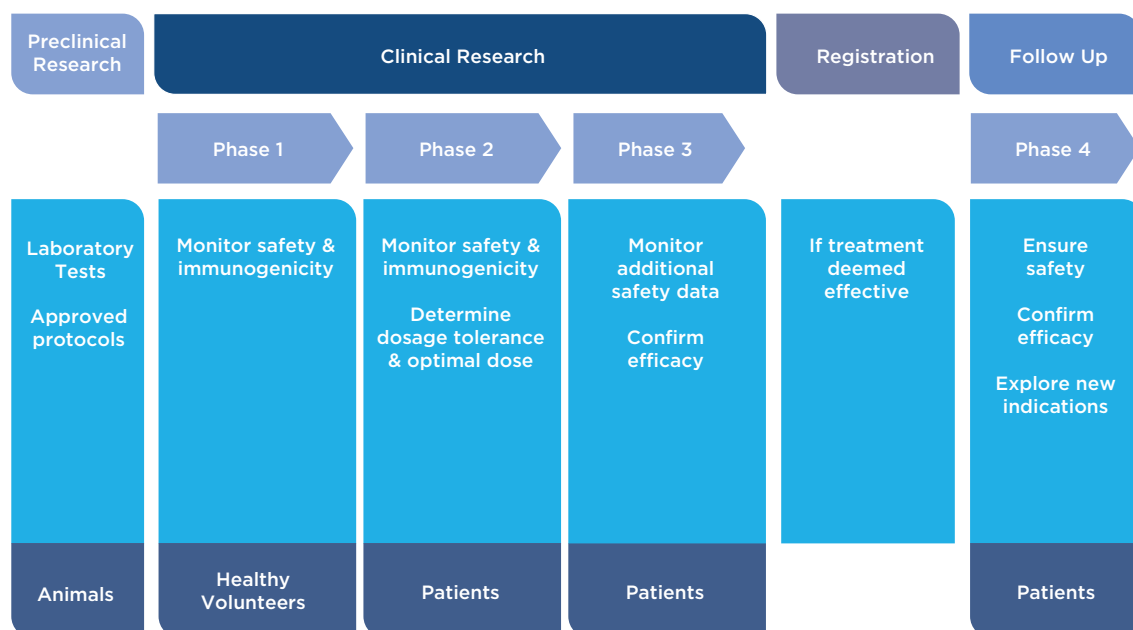 Preclinical
Research
Clinical Research
Registration
Follow Up
Phase 1
Phase 2
Phase 3
Phase 4
Laboratory
Tests
Approved
protocols
Monitor safety &
immunogenicity
Monitor safety &
immunogenicity
Determine
dosage tolerance
& optimal dose
Monitor
additional
safety data
Confirm
efficacy
If treatment
deemed
effective
Ensure
safety
Confirm
efficacy
Explore new
indications
Animals
Healthy
Volunteers
Patients
Patients
Patients